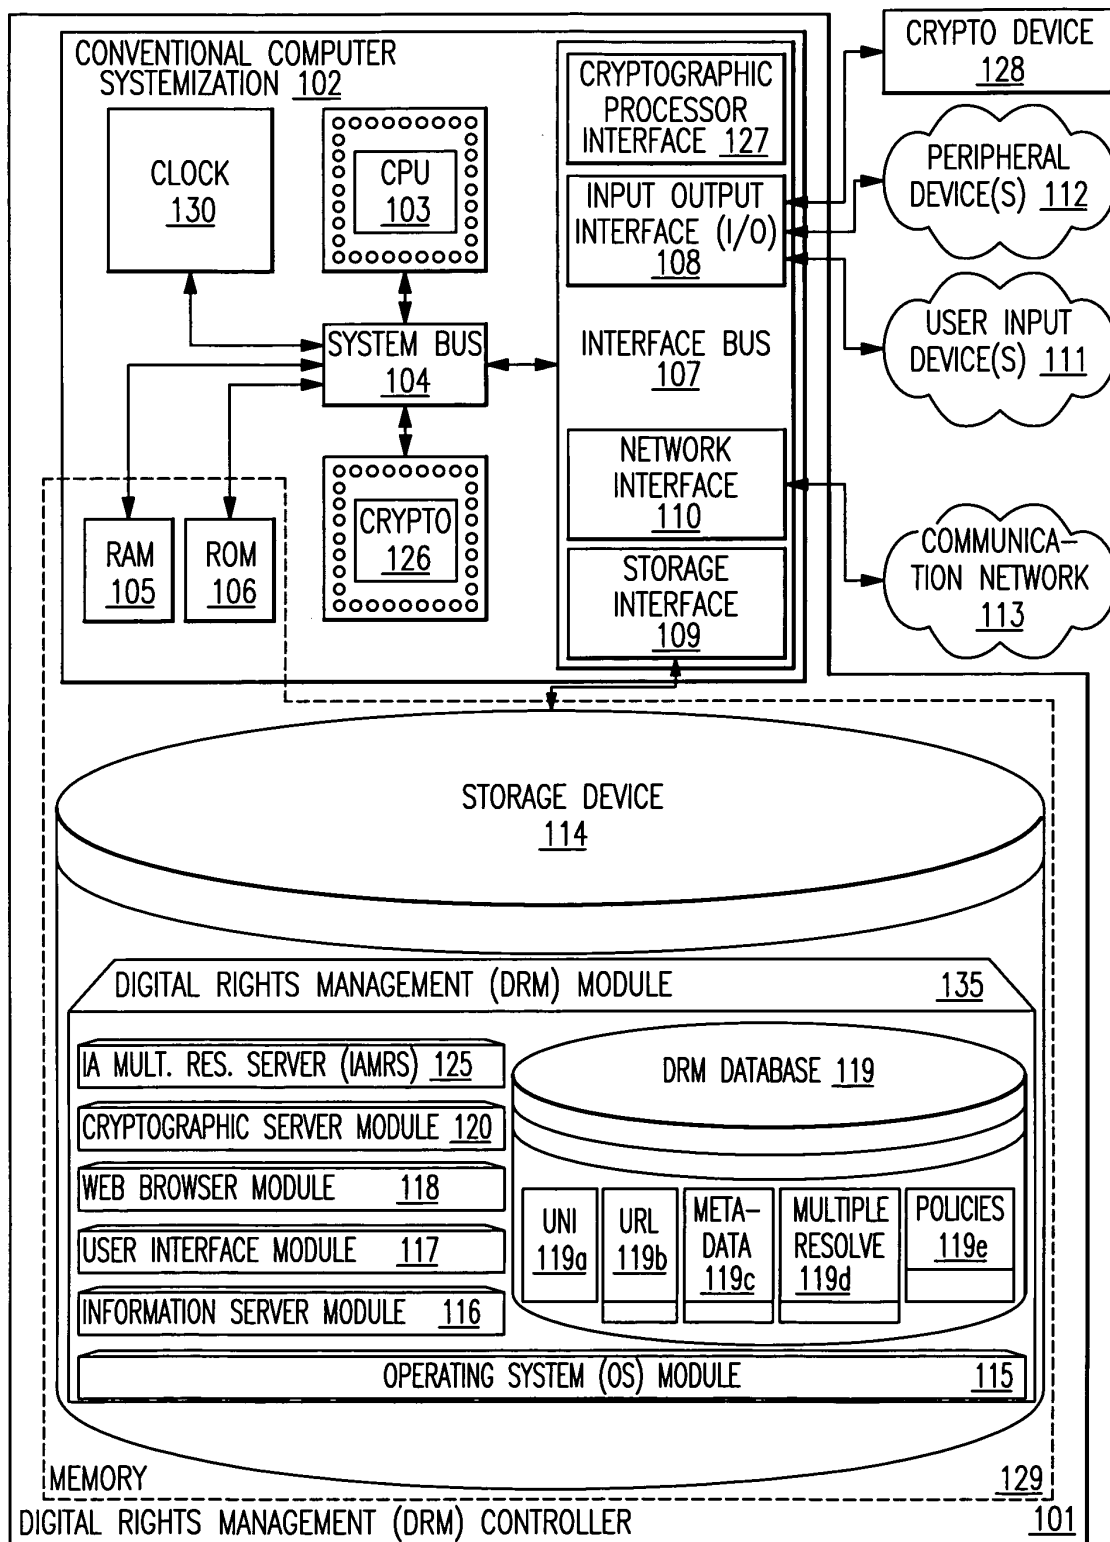 CONVENTIONAL COMPUTER
SYSTEMIZATION 102
CLOCK
130
CPU
103
SYSTEM BUS
104
CRYPTO
126
RAM
105
ROM
106
CRYPTOGRAPHIC
PROCESSOR
INTERFACE 127
INPUT OUTPUT
INTERFACE (I/O)
108
INTERFACE BUS
107
NETWORK
INTERFACE
110
STORAGE
INTERFACE
109
CRYPTO DEVICE
128
PERIPHERAL
DEVICE(S) 112
USER INPUT
DEVICE(S) 111
COMMUNICA-
TION NETWORK
113
STORAGE DEVICE
114
DIGITAL RIGHTS MANAGEMENT (DRM) MODULE 135
IA MULT. RES. SERVER (IAMRS) 125
CRYPTOGRAPHIC SERVER MODULE 120
WEB BROWSER MODULE 118
USER INTERFACE MODULE 117
INFORMATION SERVER MODULE 116
DRM DATABASE 119
UNI
119a
URL
119b
META-
DATA
119c
MULTIPLE
RESOLVE
119d
POLICIES
119e
OPERATING SYSTEM (OS) MODULE 115
MEMORY 129
DIGITAL RIGHTS MANAGEMENT (DRM) CONTROLLER 101